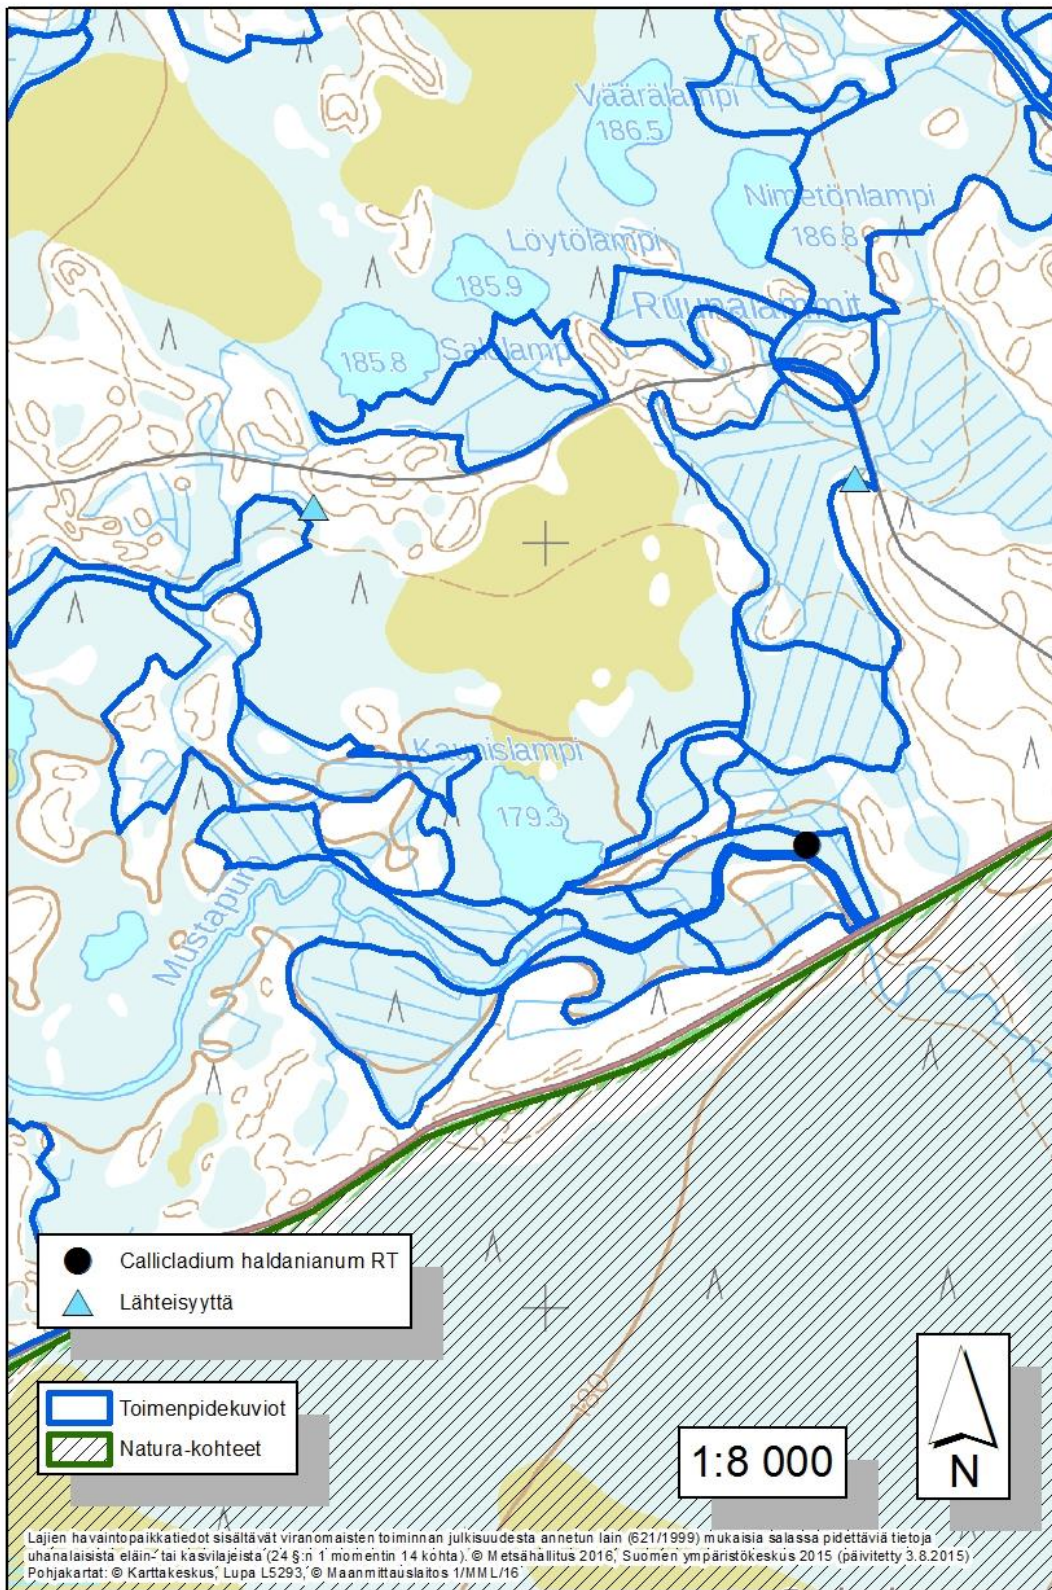 Väärälampi
186.5
Nimetönlampi
186.8
Löytölampi
185.9
Ruunalammit
185.8
Salolampi
Kaunislampi
179.3
Mustapuro
Callicladium haldanianum RT
Lähteisyyttä
180
Toimenpidekuviot
Natura-kohteet
1:8 000
N
Lajien havaintopaikkatiedot sisältävät viranomaisten toiminnan julkisuudesta annetun lain (621/1999) mukaisia salassa pidettäviä tietoja
uhanalaisista eläin- tai kasvilajeista (24 §:n 1 momentin 14 kohta). © Metsähallitus 2016, Suomen ympäristökeskus 2015 (päivitetty 3.8.2015)
Pohjakartat: © Karttakeskus, Lupa L5293, © Maanmittauslaitos 1/MML/16